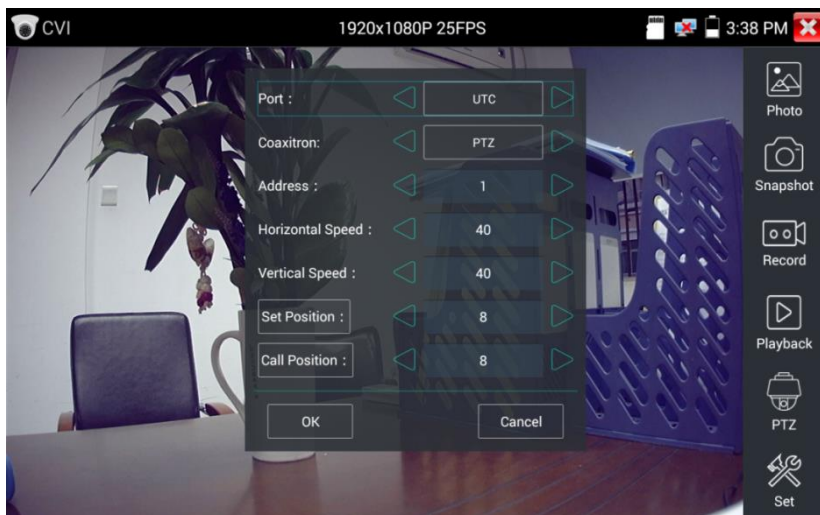 CVI 1920x1080P 25FPS 3:38 PM
Port : UTC
Coaxitron: PTZ
Address : 1
Horizontal Speed : 40
Vertical Speed : 40
Set Position : 8
Call Position : 8
OK Cancel
Photo
Snapshot
Record
Playback
PTZ
Set